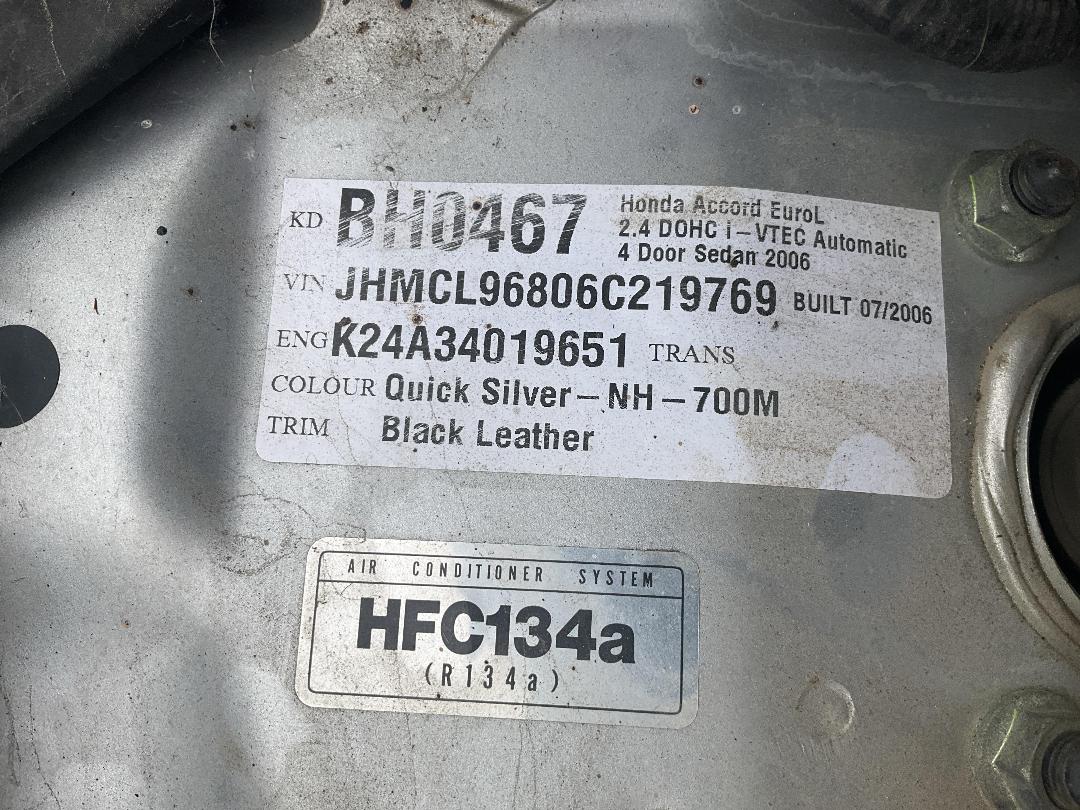 KD BH0467 Honda Accord EuroL
2.4 DOHC i-VTEC Automatic
4 Door Sedan 2006
VIN JHMCL96806C219769 BUILT 07/2006
ENG K24A34019651 TRANS
COLOUR Quick Silver-NH-700M
TRIM Black Leather
AIR CONDITIONER SYSTEM
HFC134a
(R134a)